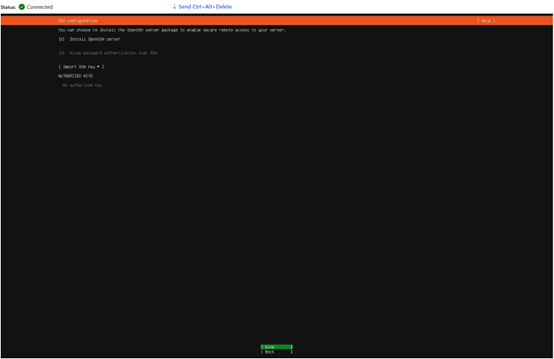 Status: Connected
↓ Send Ctrl+Alt+Delete
SSH configuration [ Help ]
You can choose to install the OpenSSH server package to enable secure remote access to your server.
[X] Install OpenSSH server
[X] Allow password authentication over SSH
[ Import SSH key ▸ ]
AUTHORIZED KEYS
No authorized key
[ Done ]
[ Back ]